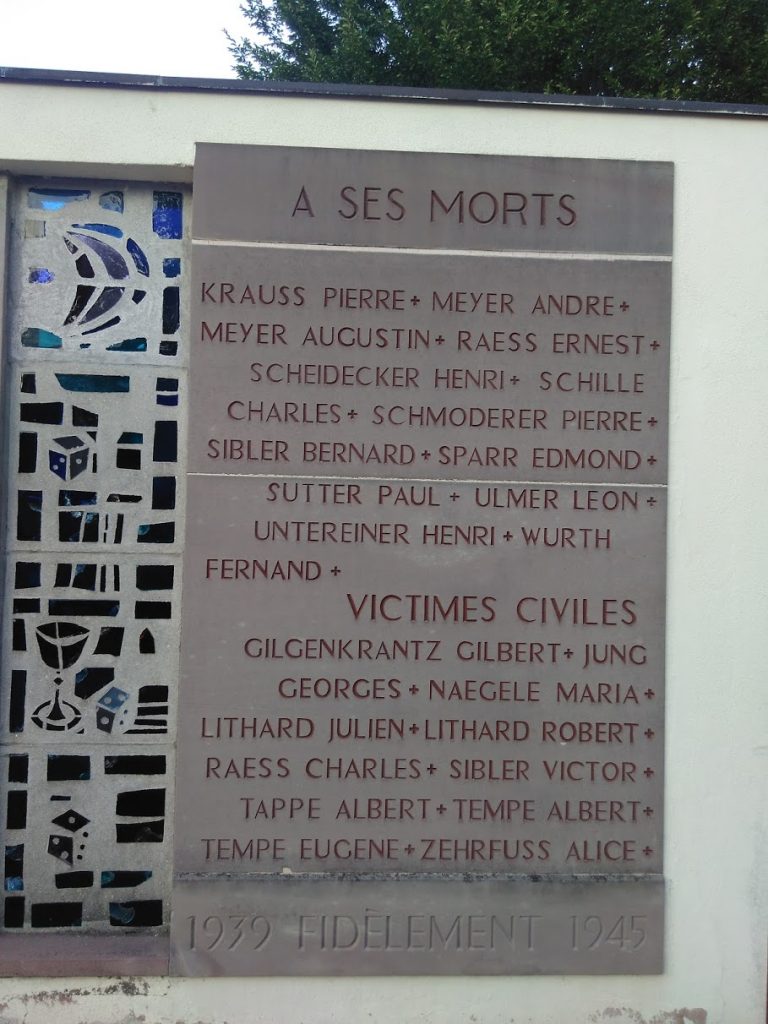 A SES MORTS
KRAUSS PIERRE + MEYER ANDRE +
MEYER AUGUSTIN + RAESS ERNEST +
SCHEIDECKER HENRI + SCHILLE
CHARLES + SCHMODERER PIERRE +
SIBLER BERNARD + SPARR EDMOND +
SUTTER PAUL + ULMER LEON +
UNTEREINER HENRI + WURTH
FERNAND +
VICTIMES CIVILES
GILGENKRANTZ GILBERT + JUNG
GEORGES + NAEGELE MARIA +
LITHARD JULIEN + LITHARD ROBERT +
RAESS CHARLES + SIBLER VICTOR +
TAPPE ALBERT + TEMPE ALBERT +
TEMPE EUGENE + ZEHRFUSS ALICE +
1939 FIDÈLEMENT 1945